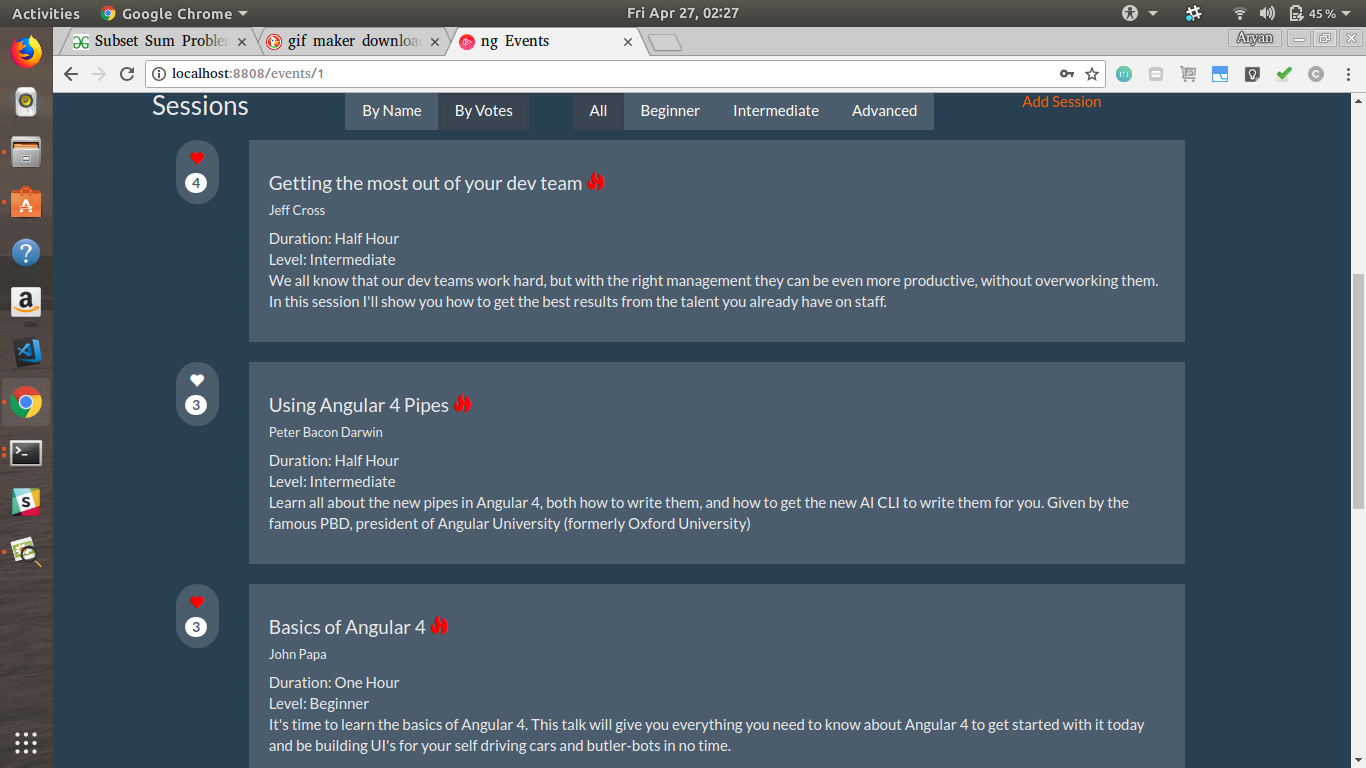 Activities Google Chrome Fri Apr 27, 02:27 45 %
Subset Sum Proble gif maker downloa ng Events Aryan
localhost:8808/events/1
Sessions By Name By Votes All Beginner Intermediate Advanced Add Session
4
Getting the most out of your dev team
Jeff Cross
Duration: Half Hour
Level: Intermediate
We all know that our dev teams work hard, but with the right management they can be even more productive, without overworking them.
In this session I'll show you how to get the best results from the talent you already have on staff.
3
Using Angular 4 Pipes
Peter Bacon Darwin
Duration: Half Hour
Level: Intermediate
Learn all about the new pipes in Angular 4, both how to write them, and how to get the new AI CLI to write them for you. Given by the
famous PBD, president of Angular University (formerly Oxford University)
3
Basics of Angular 4
John Papa
Duration: One Hour
Level: Beginner
It's time to learn the basics of Angular 4. This talk will give you everything you need to know about Angular 4 to get started with it today
and be building UI's for your self driving cars and butler-bots in no time.